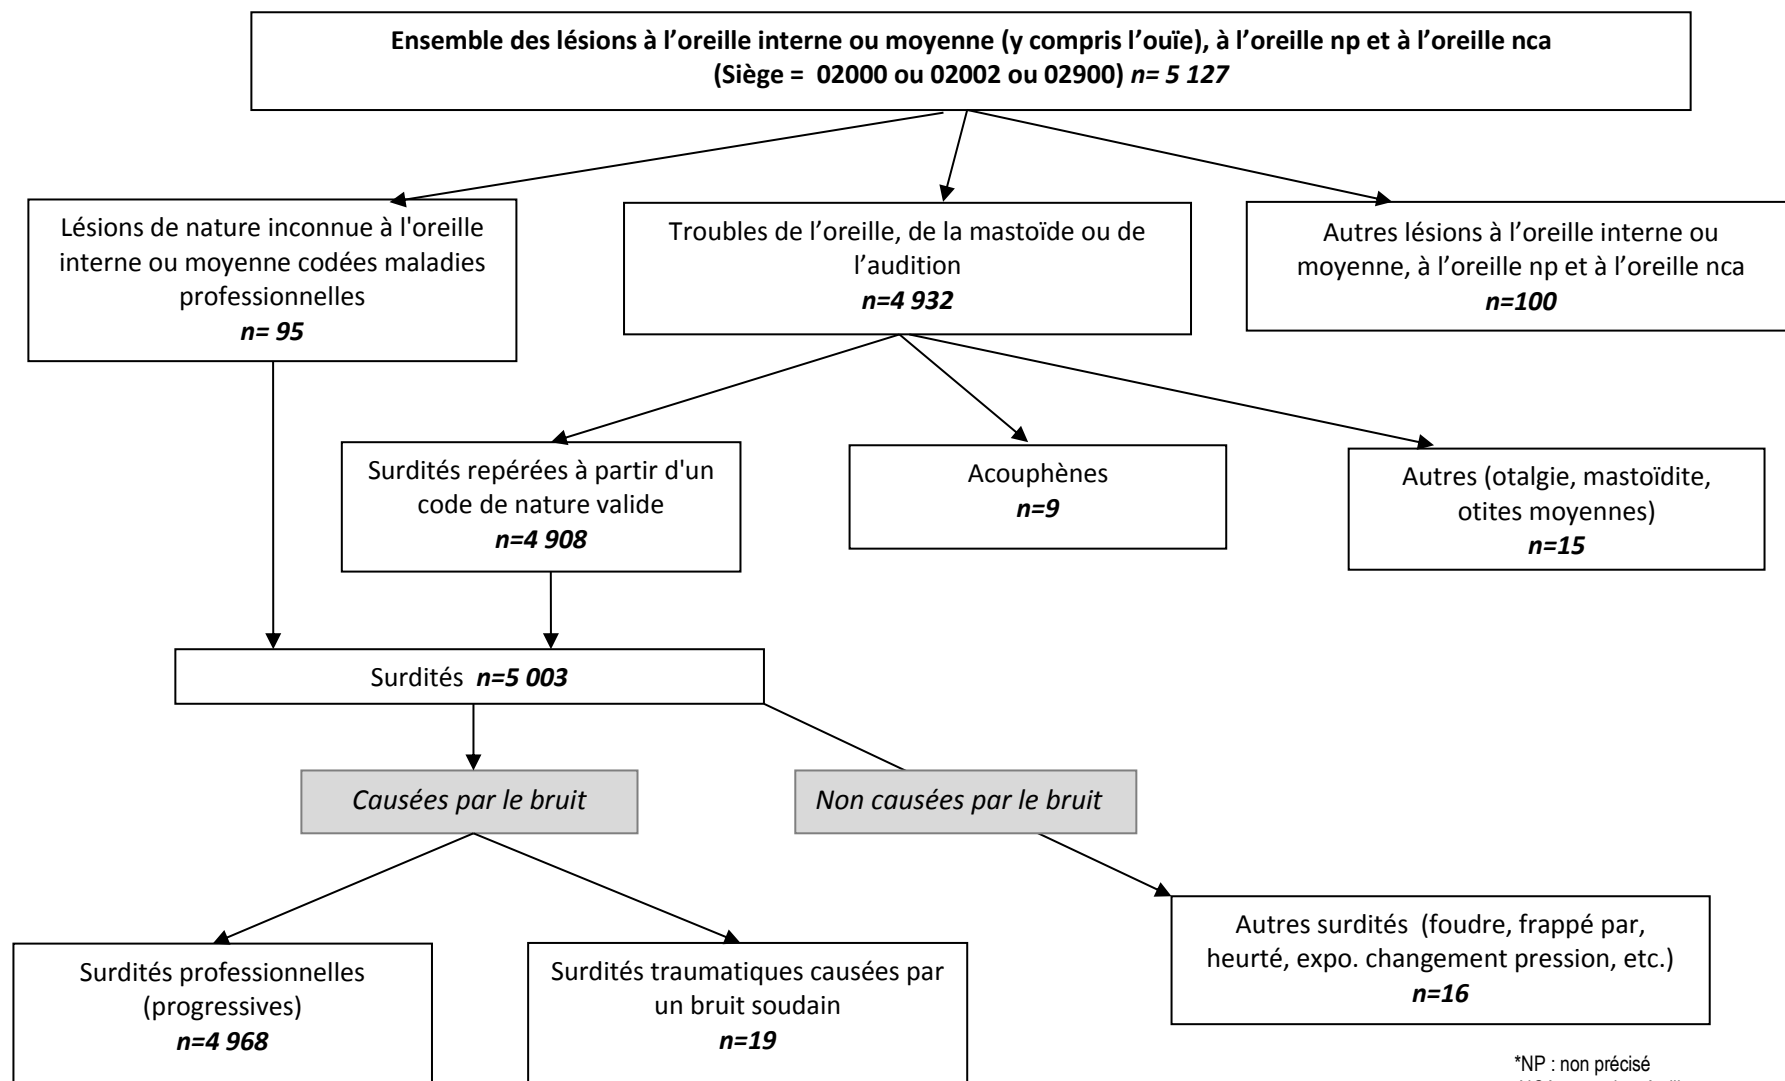 Ensemble des lésions à l’oreille interne ou moyenne (y compris l’ouïe), à l’oreille np et à l’oreille nca
(Siège = 02000 ou 02002 ou 02900) n= 5 127
Lésions de nature inconnue à l'oreille
interne ou moyenne codées maladies
professionnelles
n= 95
Troubles de l’oreille, de la mastoïde ou de
l’audition
n=4 932
Autres lésions à l’oreille interne ou
moyenne, à l’oreille np et à l’oreille nca
n=100
Surdités repérées à partir d'un
code de nature valide
n=4 908
Acouphènes
n=9
Autres (otalgie, mastoïdite,
otites moyennes)
n=15
Surdités n=5 003
Causées par le bruit
Non causées par le bruit
Surdités professionnelles
(progressives)
n=4 968
Surdités traumatiques causées par
un bruit soudain
n=19
Autres surdités (foudre, frappé par,
heurté, expo. changement pression, etc.)
n=16
*NP : non précisé